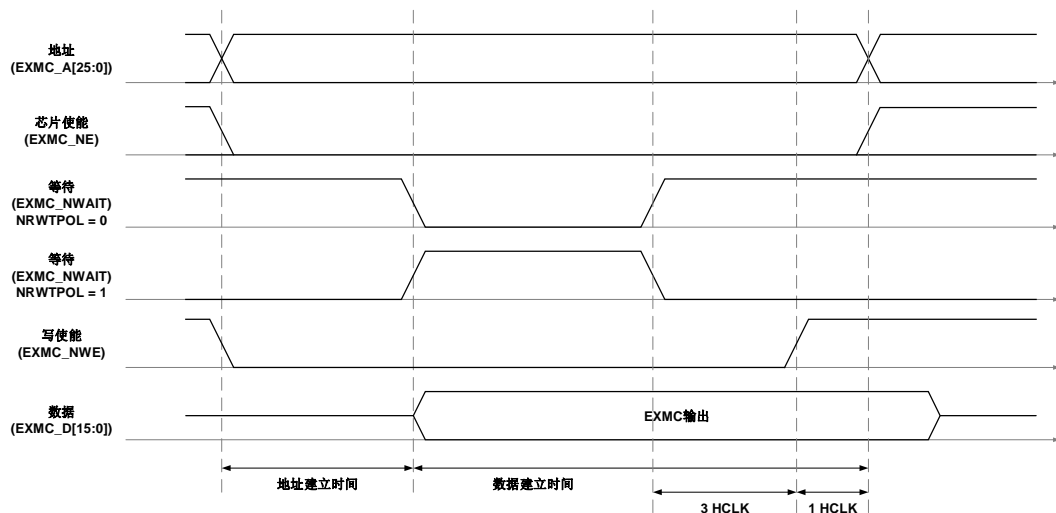 地址
(EXMC_A[25:0])
芯片使能
(EXMC_NE)
等待
(EXMC_NWAIT)
NRWTPOL = 0
等待
(EXMC_NWAIT)
NRWTPOL = 1
写使能
(EXMC_NWE)
数据
(EXMC_D[15:0])
EXMC输出
地址建立时间
数据建立时间
3 HCLK
1 HCLK